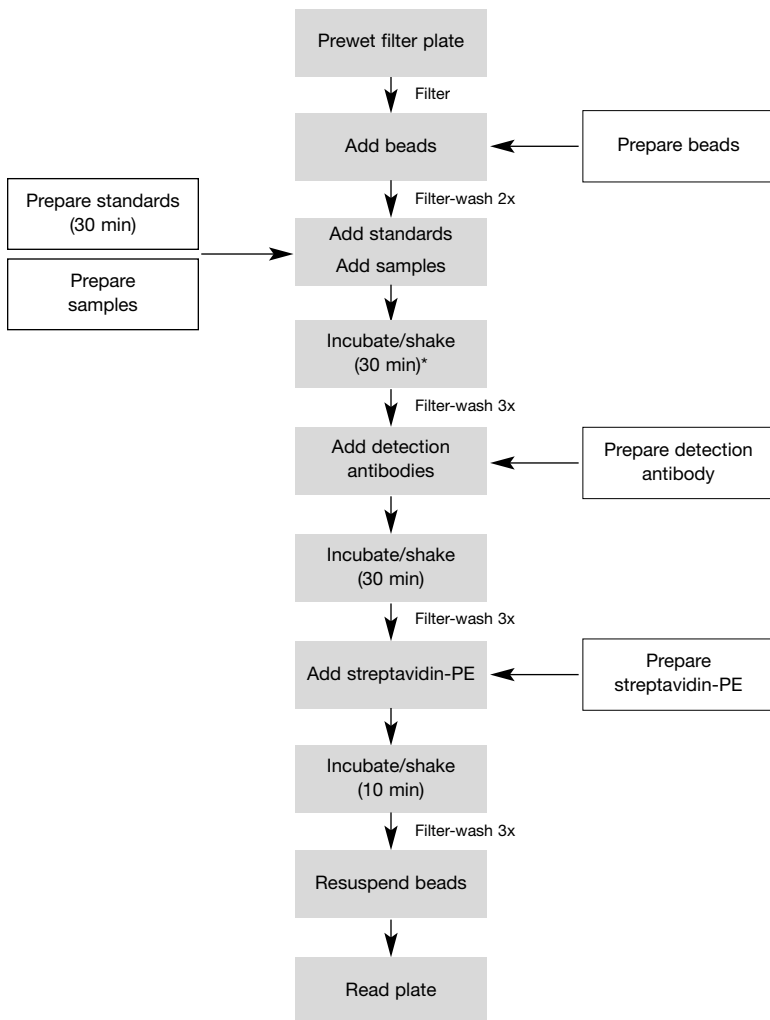 Prewet filter plate
Filter
Add beads
Prepare beads
Filter-wash 2x
Prepare standards
(30 min)
Prepare
samples
Add standards
Add samples
Incubate/shake
(30 min)*
Filter-wash 3x
Add detection
antibodies
Prepare detection
antibody
Incubate/shake
(30 min)
Filter-wash 3x
Add streptavidin-PE
Prepare
streptavidin-PE
Incubate/shake
(10 min)
Filter-wash 3x
Resuspend beads
Read plate